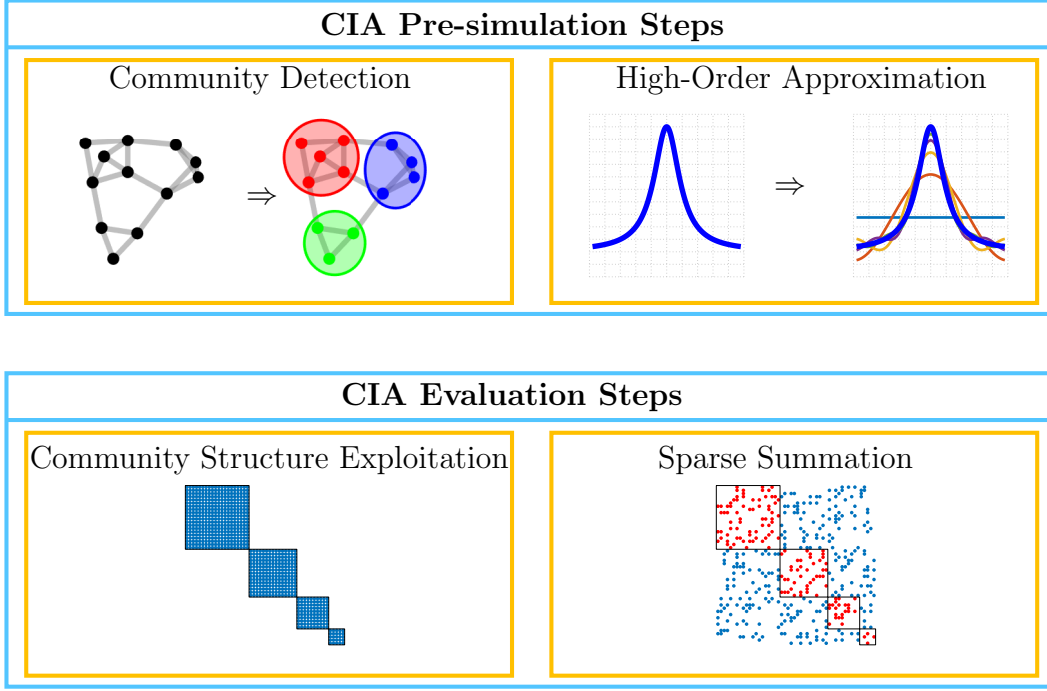 CIA Pre-simulation Steps
Community Detection
High-Order Approximation
⇒
⇒
CIA Evaluation Steps
Community Structure Exploitation
Sparse Summation